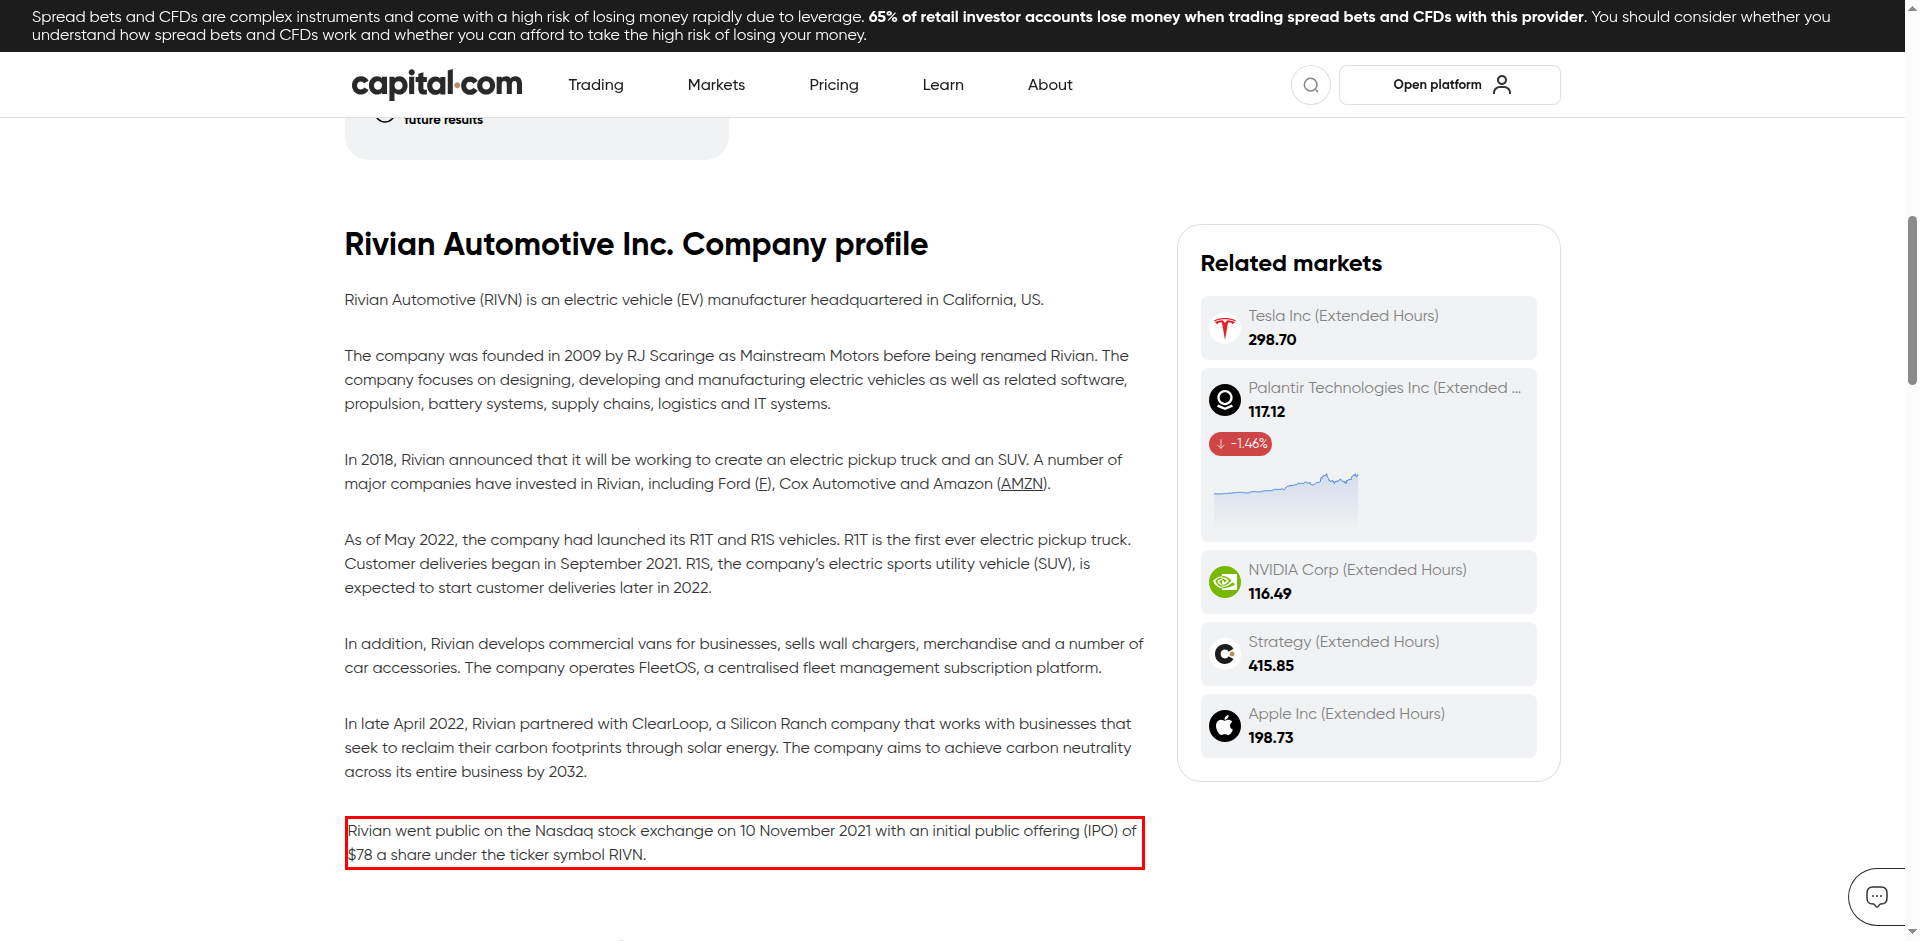 Spread bets and CFDs are complex instruments and come with a high risk of losing money rapidly due to leverage. 65% of retail investor accounts lose money when trading spread bets and CFDs with this provider. You should consider whether you
understand how spread bets and CFDs work and whether you can afford to take the high risk of losing your money.
capital.com
Trading
Markets
Pricing
Learn
About
Open platform
future results
Rivian Automotive Inc. Company profile
Rivian Automotive (RIVN) is an electric vehicle (EV) manufacturer headquartered in California, US.
The company was founded in 2009 by RJ Scaringe as Mainstream Motors before being renamed Rivian. The
company focuses on designing, developing and manufacturing electric vehicles as well as related software,
propulsion, battery systems, supply chains, logistics and IT systems.
In 2018, Rivian announced that it will be working to create an electric pickup truck and an SUV. A number of
major companies have invested in Rivian, including Ford (F), Cox Automotive and Amazon (AMZN).
As of May 2022, the company had launched its R1T and R1S vehicles. R1T is the first ever electric pickup truck.
Customer deliveries began in September 2021. R1S, the company’s electric sports utility vehicle (SUV), is
expected to start customer deliveries later in 2022.
In addition, Rivian develops commercial vans for businesses, sells wall chargers, merchandise and a number of
car accessories. The company operates FleetOS, a centralised fleet management subscription platform.
In late April 2022, Rivian partnered with ClearLoop, a Silicon Ranch company that works with businesses that
seek to reclaim their carbon footprints through solar energy. The company aims to achieve carbon neutrality
across its entire business by 2032.
Rivian went public on the Nasdaq stock exchange on 10 November 2021 with an initial public offering (IPO) of
$78 a share under the ticker symbol RIVN.
Related markets
Tesla Inc (Extended Hours)
298.70
Palantir Technologies Inc (Extended ...
117.12
↓ -1.46%
NVIDIA Corp (Extended Hours)
116.49
Strategy (Extended Hours)
415.85
Apple Inc (Extended Hours)
198.73